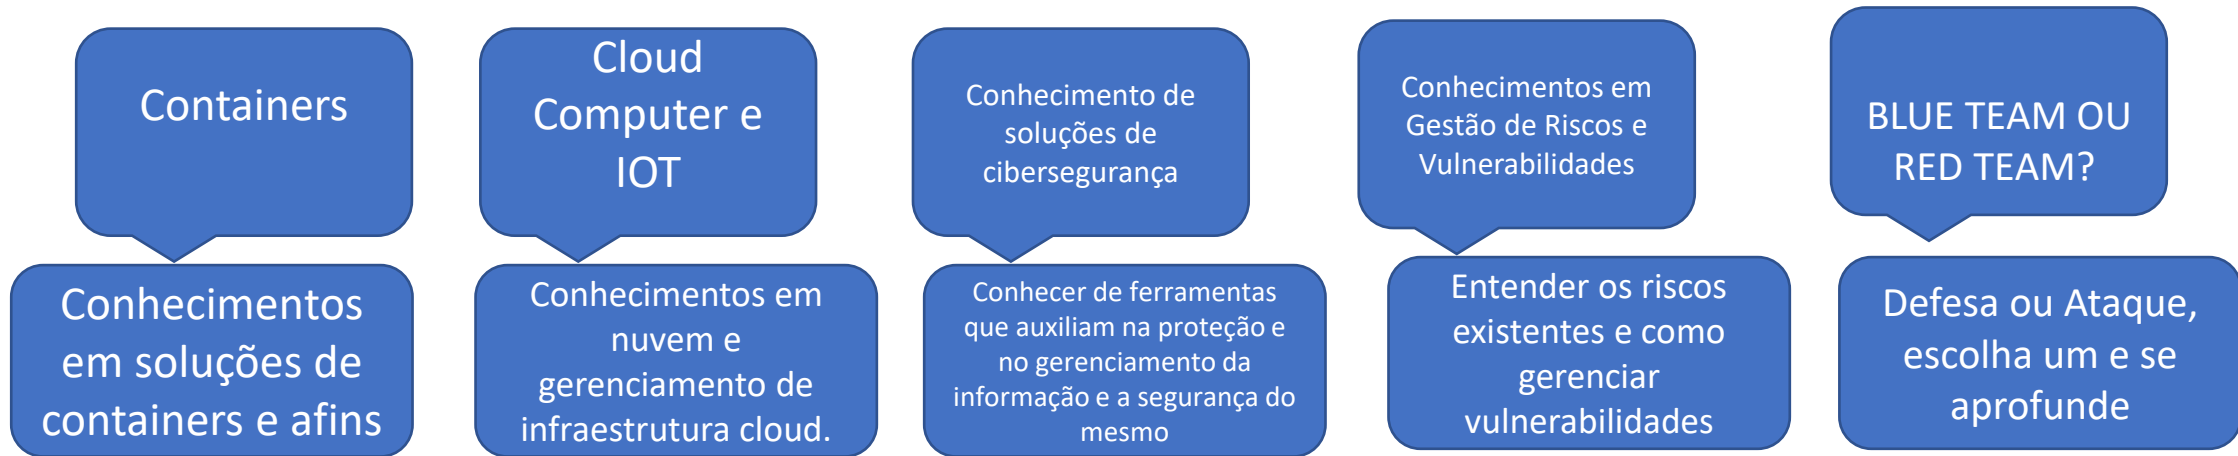 Containers
Cloud
Computer e
IOT
Conhecimento de
soluções de
cibersegurança
Conhecimentos em
Gestão de Riscos e
Vulnerabilidades
BLUE TEAM OU
RED TEAM?
Conhecimentos
em soluções de
containers e afins
Conhecimentos em
nuvem e
gerenciamento de
infraestrutura cloud.
Conhecer de ferramentas
que auxiliam na proteção e
no gerenciamento da
informação e a segurança do
mesmo
Entender os riscos
existentes e como
gerenciar
vulnerabilidades
Defesa ou Ataque,
escolha um e se
aprofunde